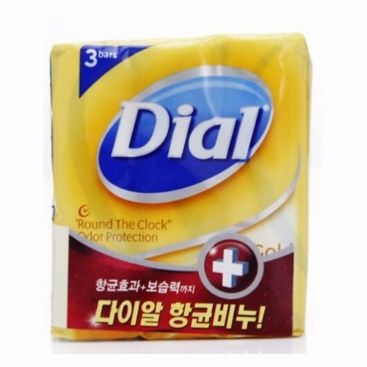 3 bars
Dial
"Round The Clock"
Odor Protection
Gold
항균효과+보습력까지
다이알 항균비누!